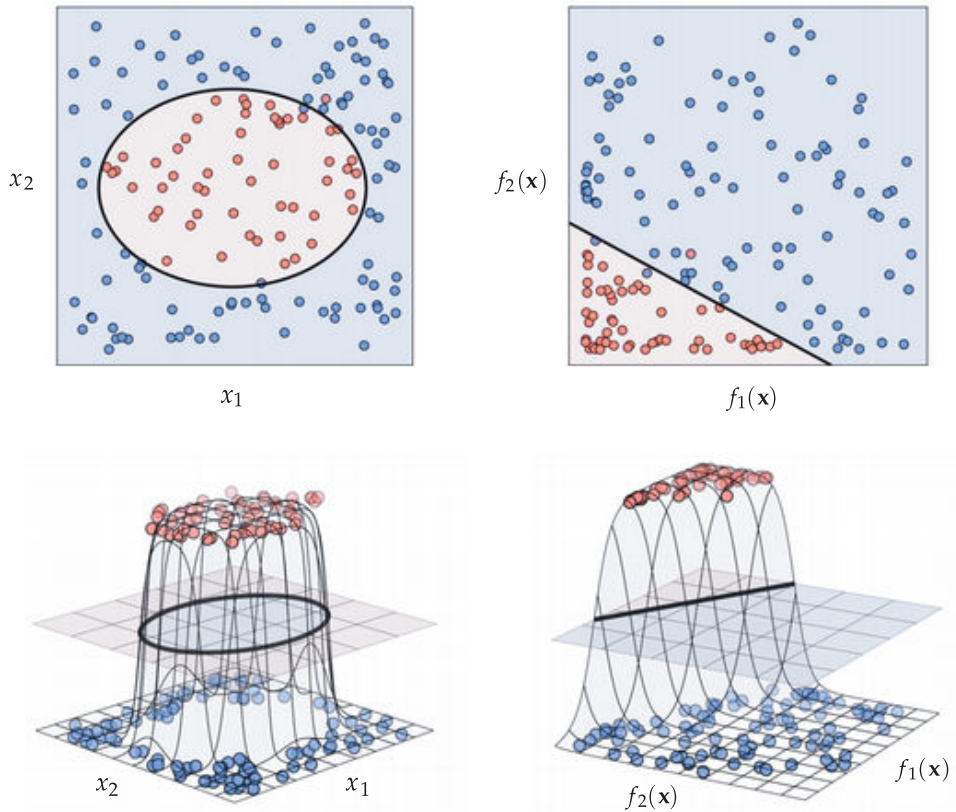 x₂
f₂(x)
x₁
f₁(x)
x₂
x₁
f₂(x)
f₁(x)